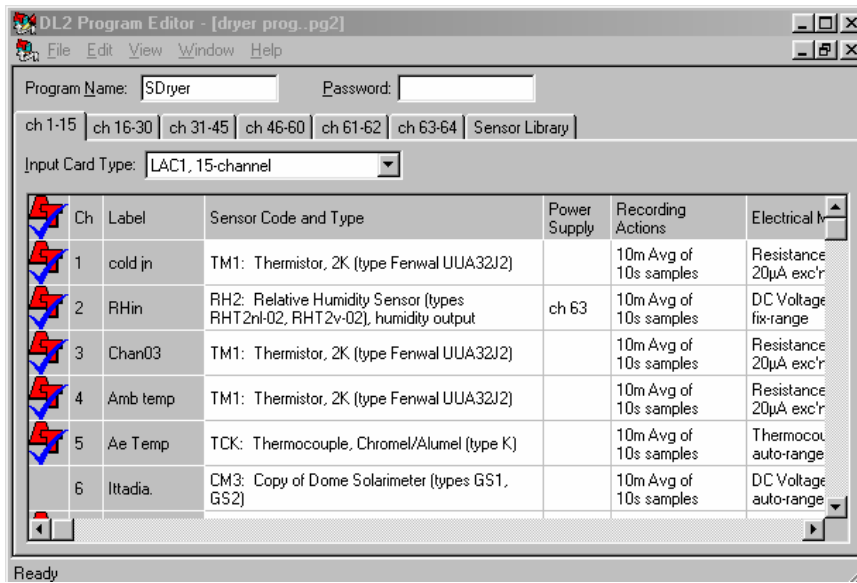 DL2 Program Editor - [dryer prog..pg2]
File Edit View Window Help
Program Name: SDryer Password:
ch 1-15 ch 16-30 ch 31-45 ch 46-60 ch 61-62 ch 63-64 Sensor Library
Input Card Type: LAC1, 15-channel
Ch Label Sensor Code and Type Power Supply Recording Actions Electrical
1 cold jn TM1: Thermistor, 2K (type Fenwal UUA32J2) 10m Avg of 10s samples Resistance 20µA exc'n
2 RHin RH2: Relative Humidity Sensor (types RHT2nl-02, RHT2v-02), humidity output ch 63 10m Avg of 10s samples DC Voltage fix-range
3 Chan03 TM1: Thermistor, 2K (type Fenwal UUA32J2) 10m Avg of 10s samples Resistance 20µA exc'n
4 Amb temp TM1: Thermistor, 2K (type Fenwal UUA32J2) 10m Avg of 10s samples Resistance 20µA exc'n
5 Ae Temp TCK: Thermocouple, Chromel/Alumel (type K) 10m Avg of 10s samples Thermocou auto-range
6 Ittadia. CM3: Copy of Dome Solarimeter (types GS1, GS2) 10m Avg of 10s samples DC Voltage auto-range
Ready